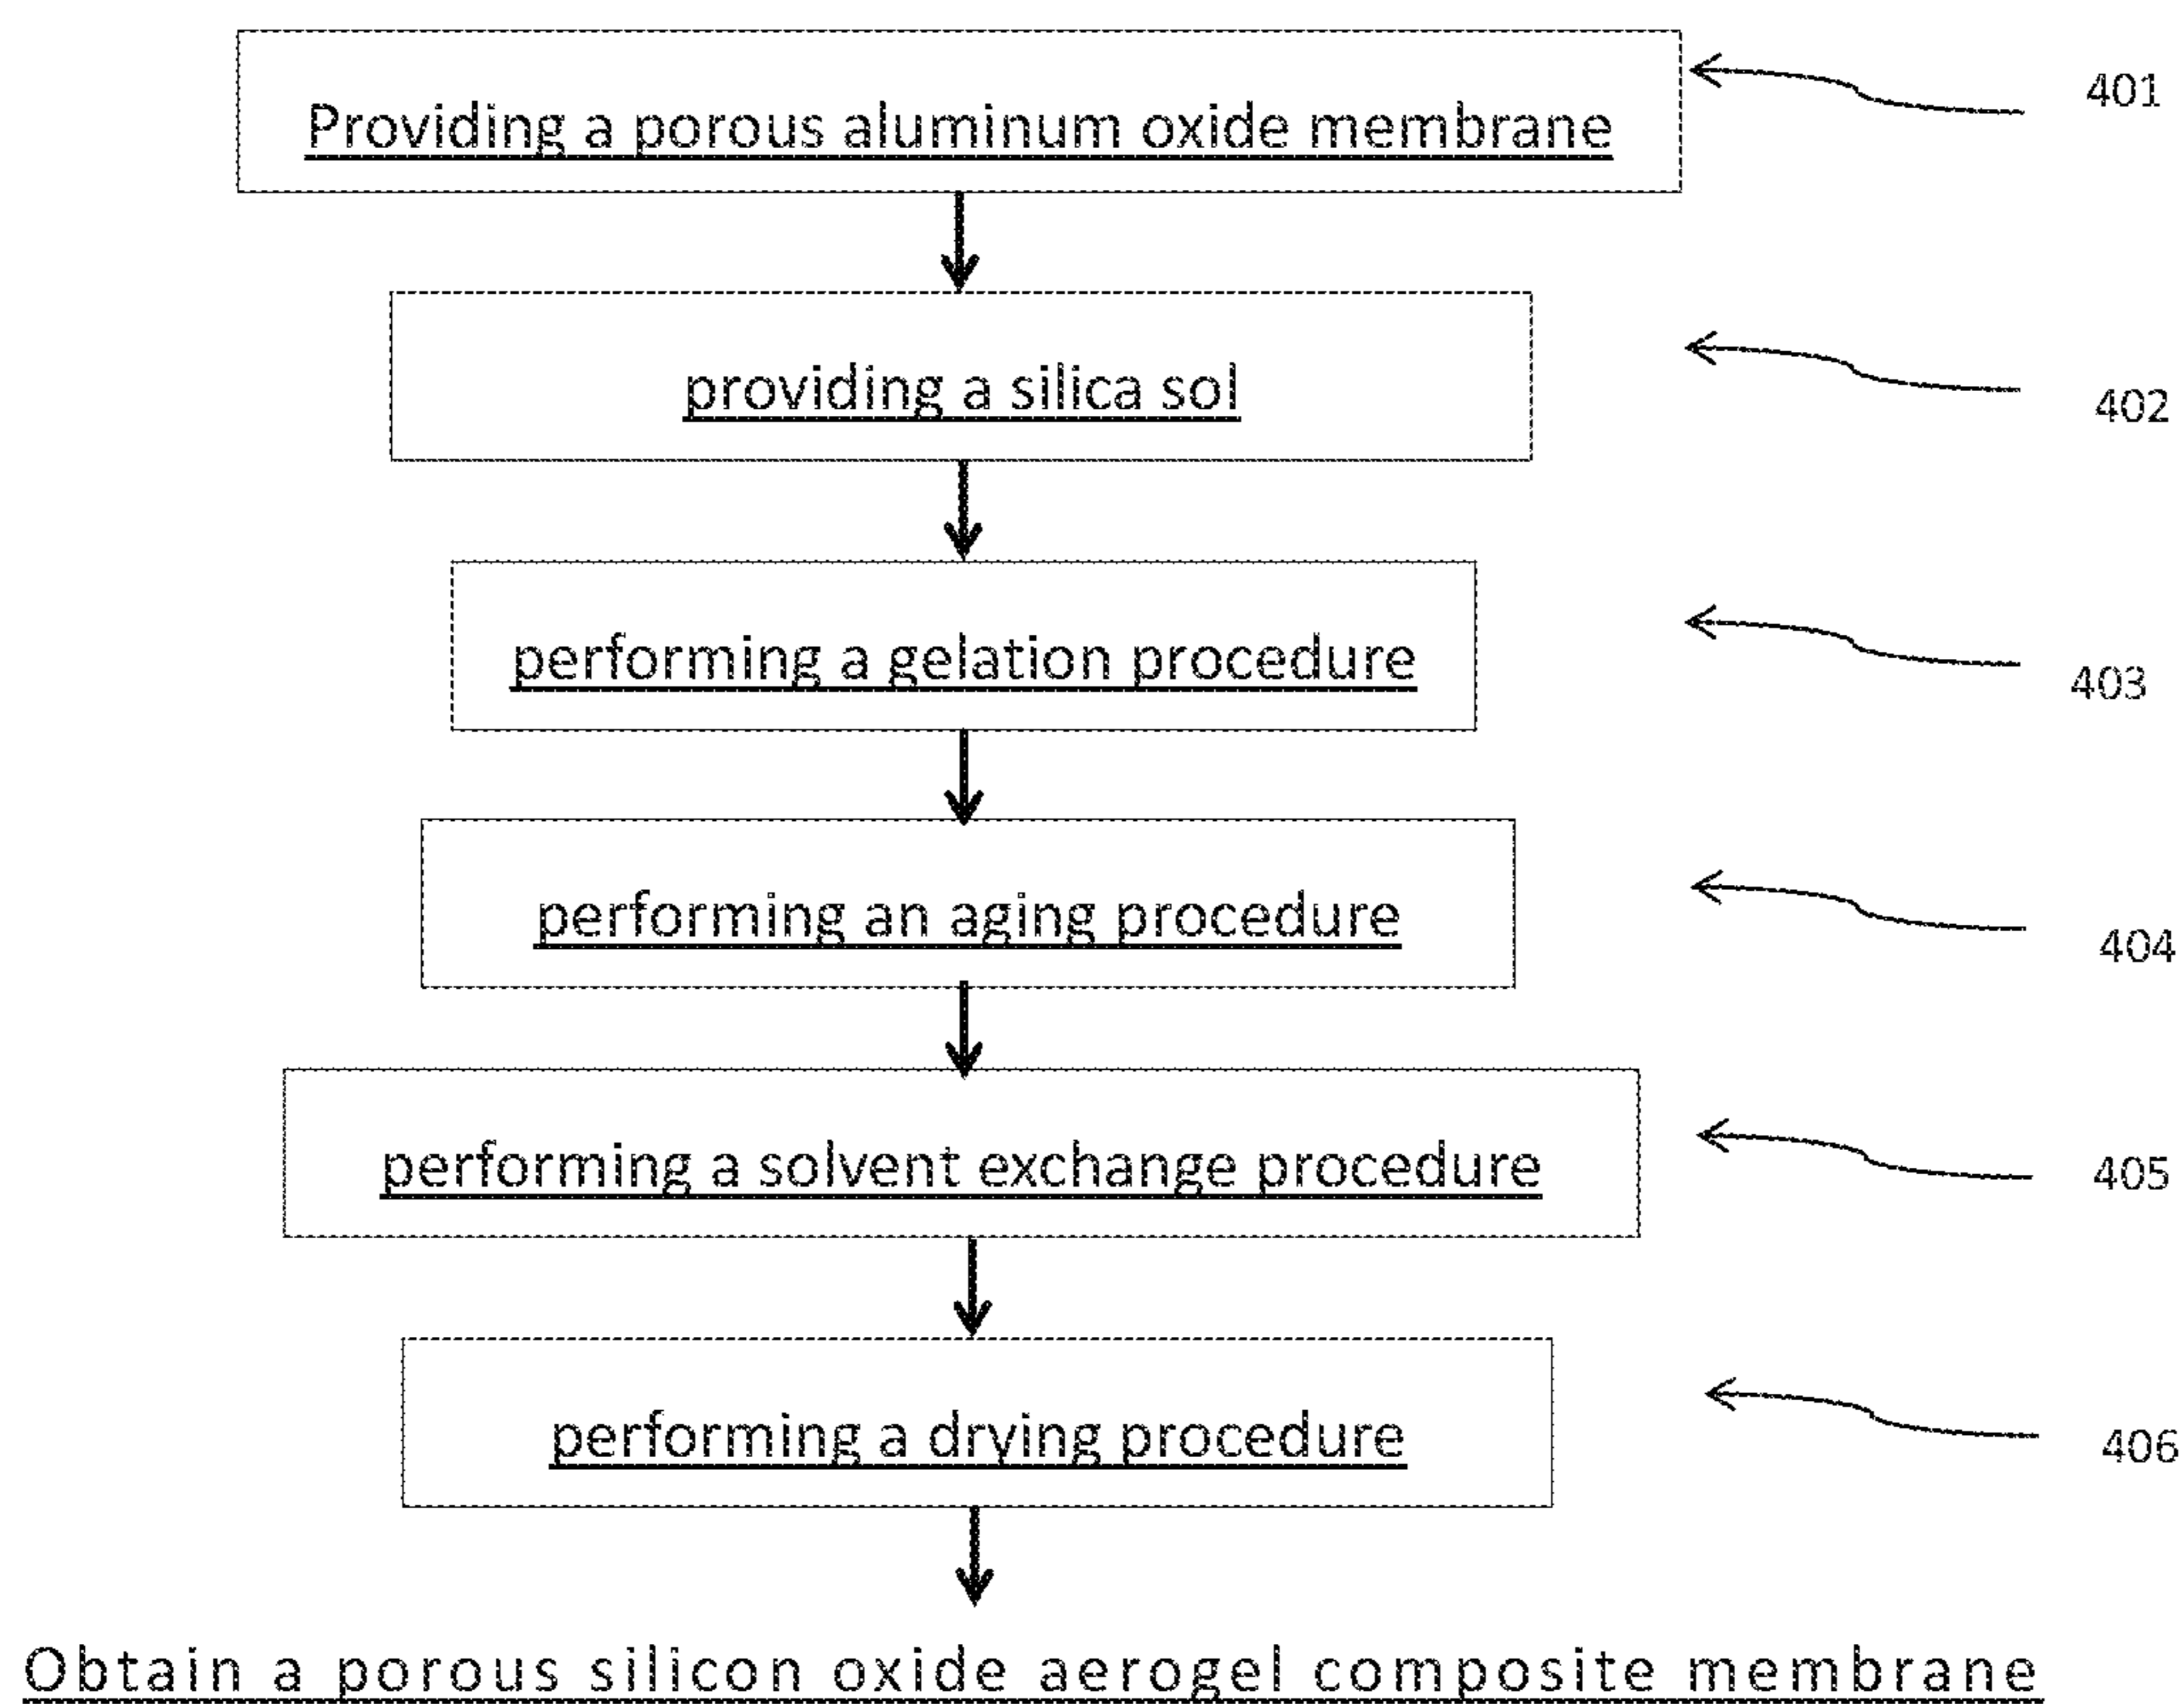 Providing a porous aluminum oxide membrane
401
providing a silica sol
402
performing a gelation procedure
403
performing an aging procedure
404
performing a solvent exchange procedure
405
performing a drying procedure
406
Obtain a porous silicon oxide aerogel composite membrane